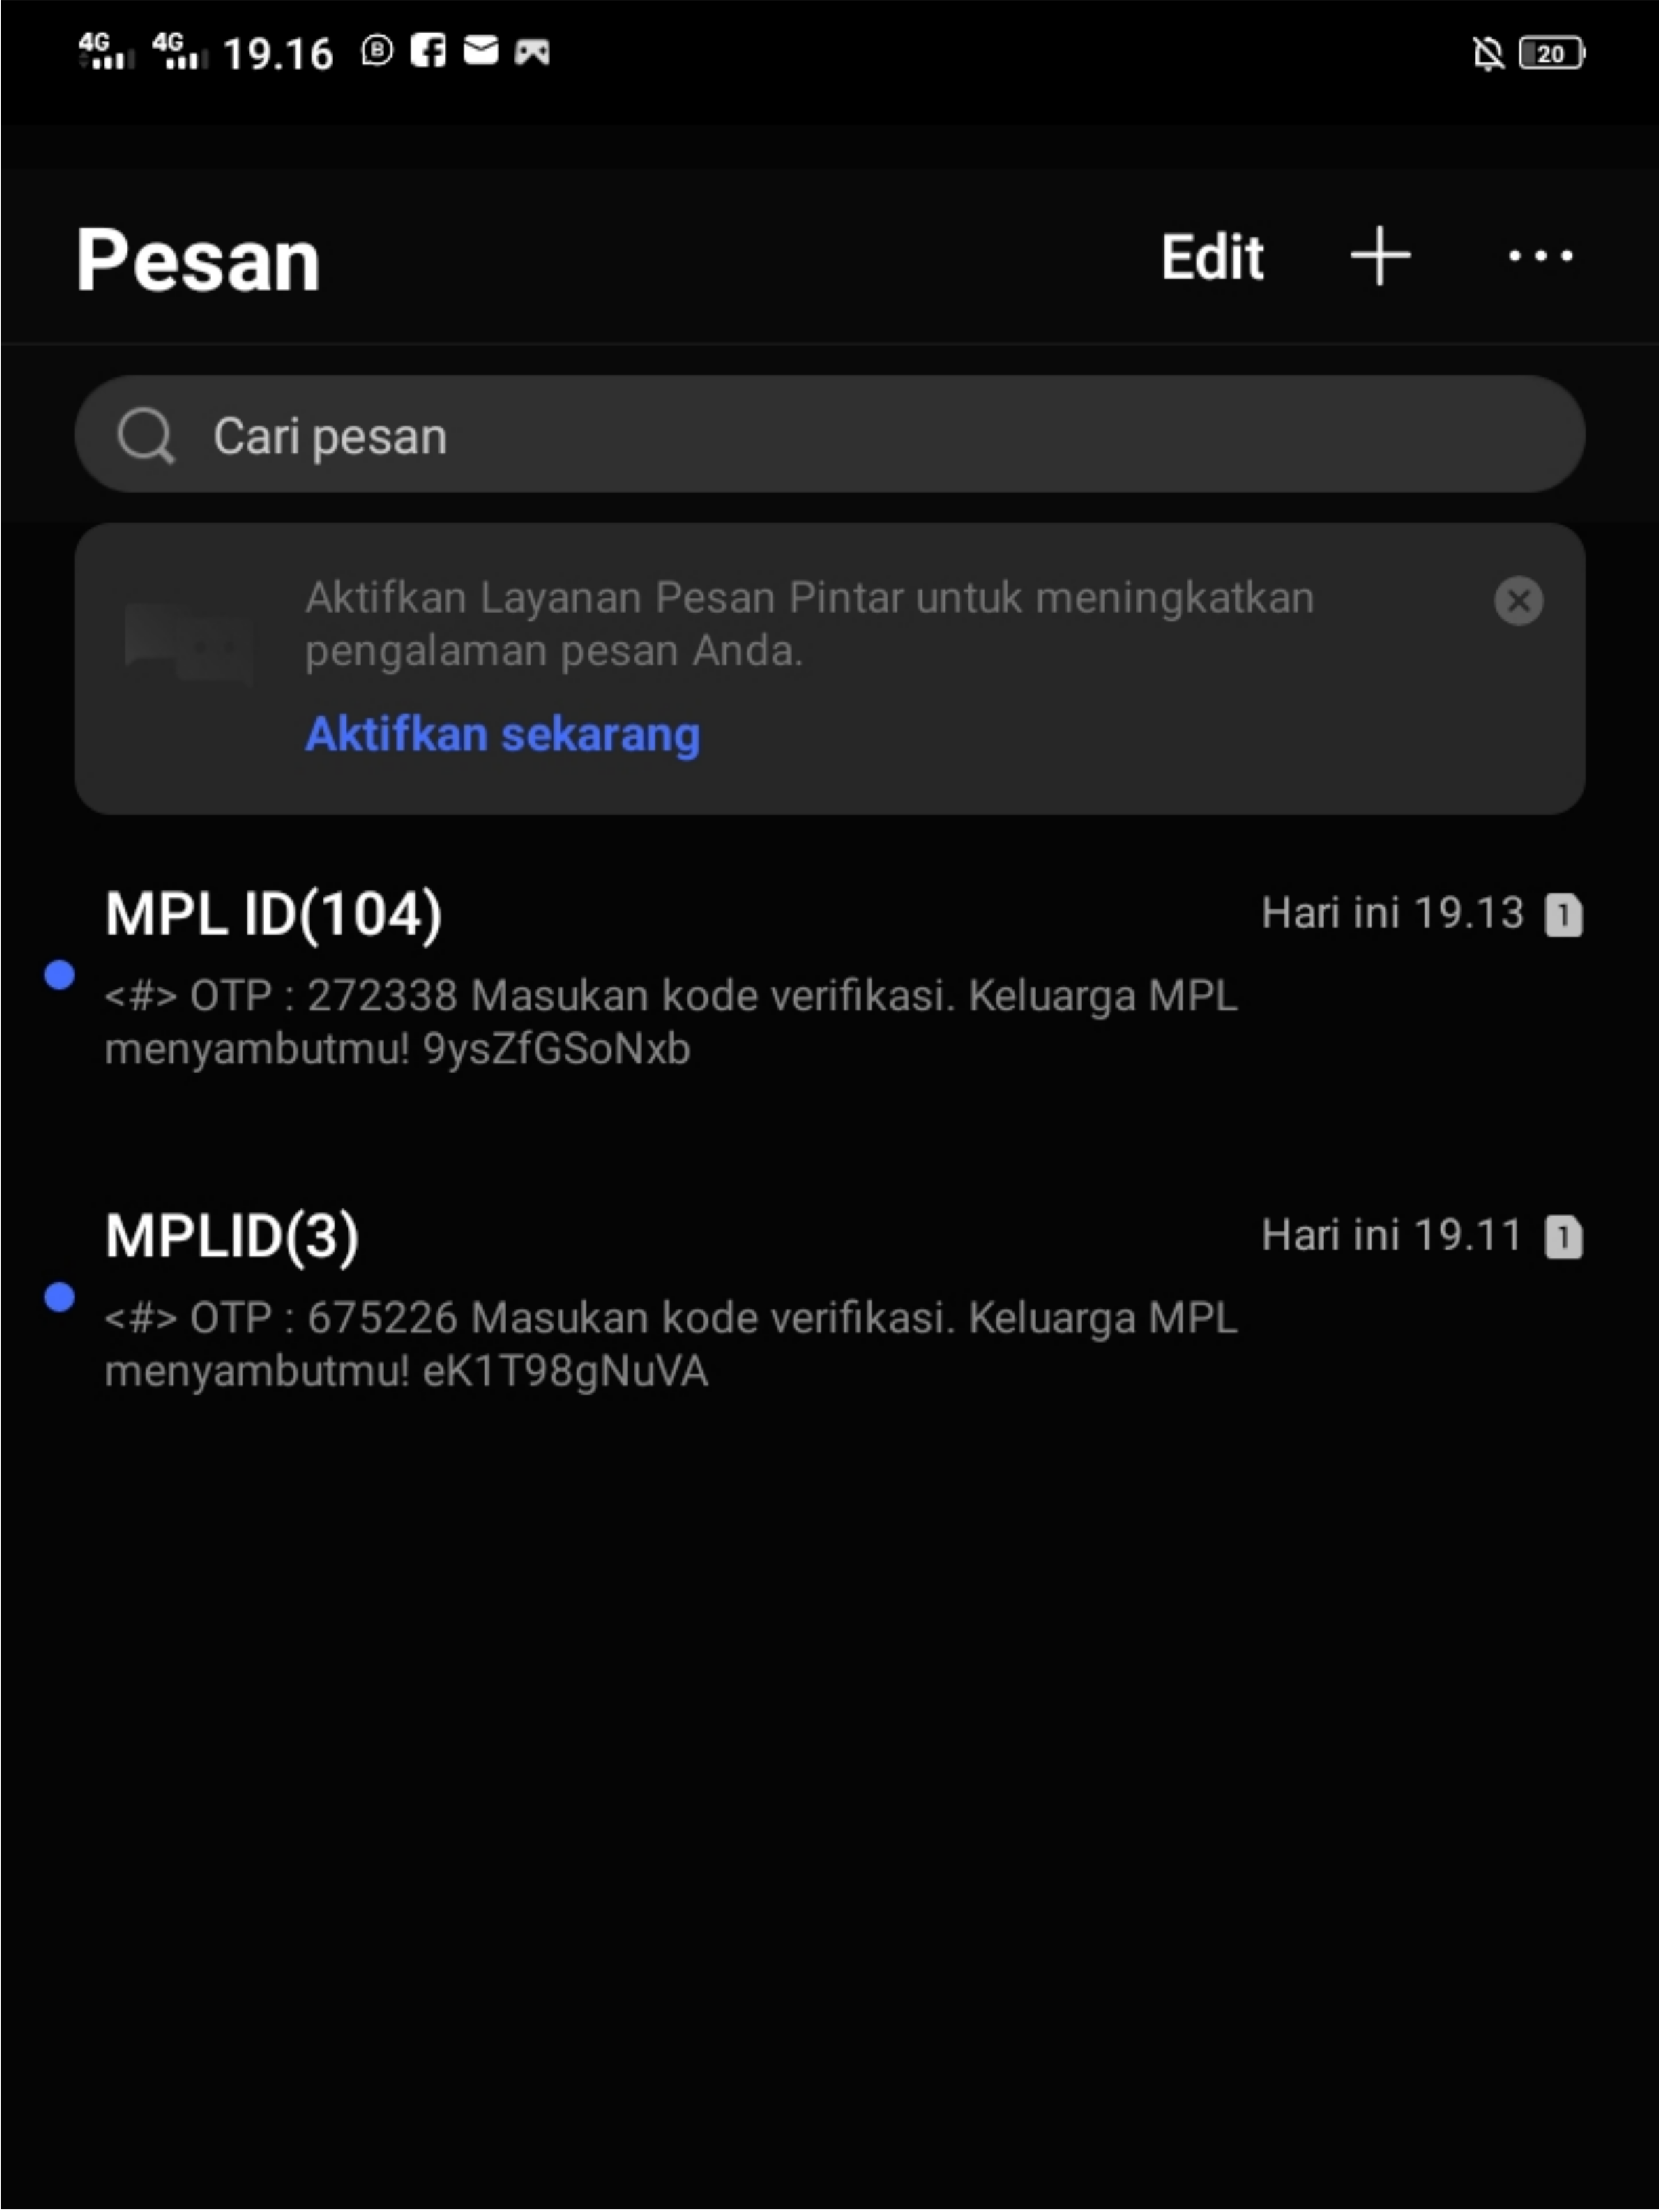 4G 4G 19.16 20
Pesan Edit
Cari pesan
Aktifkan Layanan Pesan Pintar untuk meningkatkan
pengalaman pesan Anda.
Aktifkan sekarang
MPL ID(104) Hari ini 19.13 1
<#> OTP : 272338 Masukan kode verifikasi. Keluarga MPL
menyambutmu! 9ysZfGSoNxb
MPLID(3) Hari ini 19.11 1
<#> OTP : 675226 Masukan kode verifikasi. Keluarga MPL
menyambutmu! eK1T98gNuVA